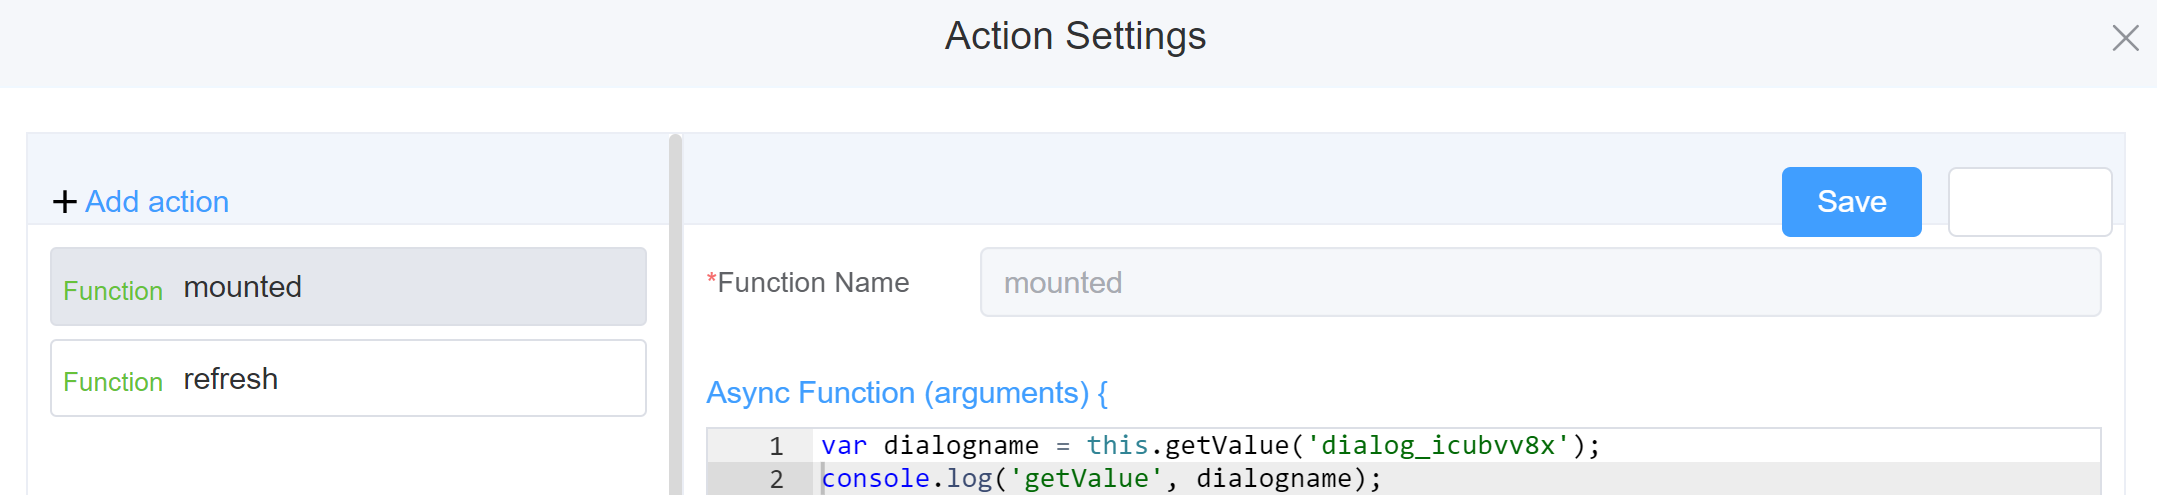 Action Settings
+ Add action
Save
Function mounted
Function refresh
*Function Name
mounted
Async Function (arguments) {
1 var dialogname = this.getValue('dialog_icubvv8x');
2 console.log('getValue', dialogname);